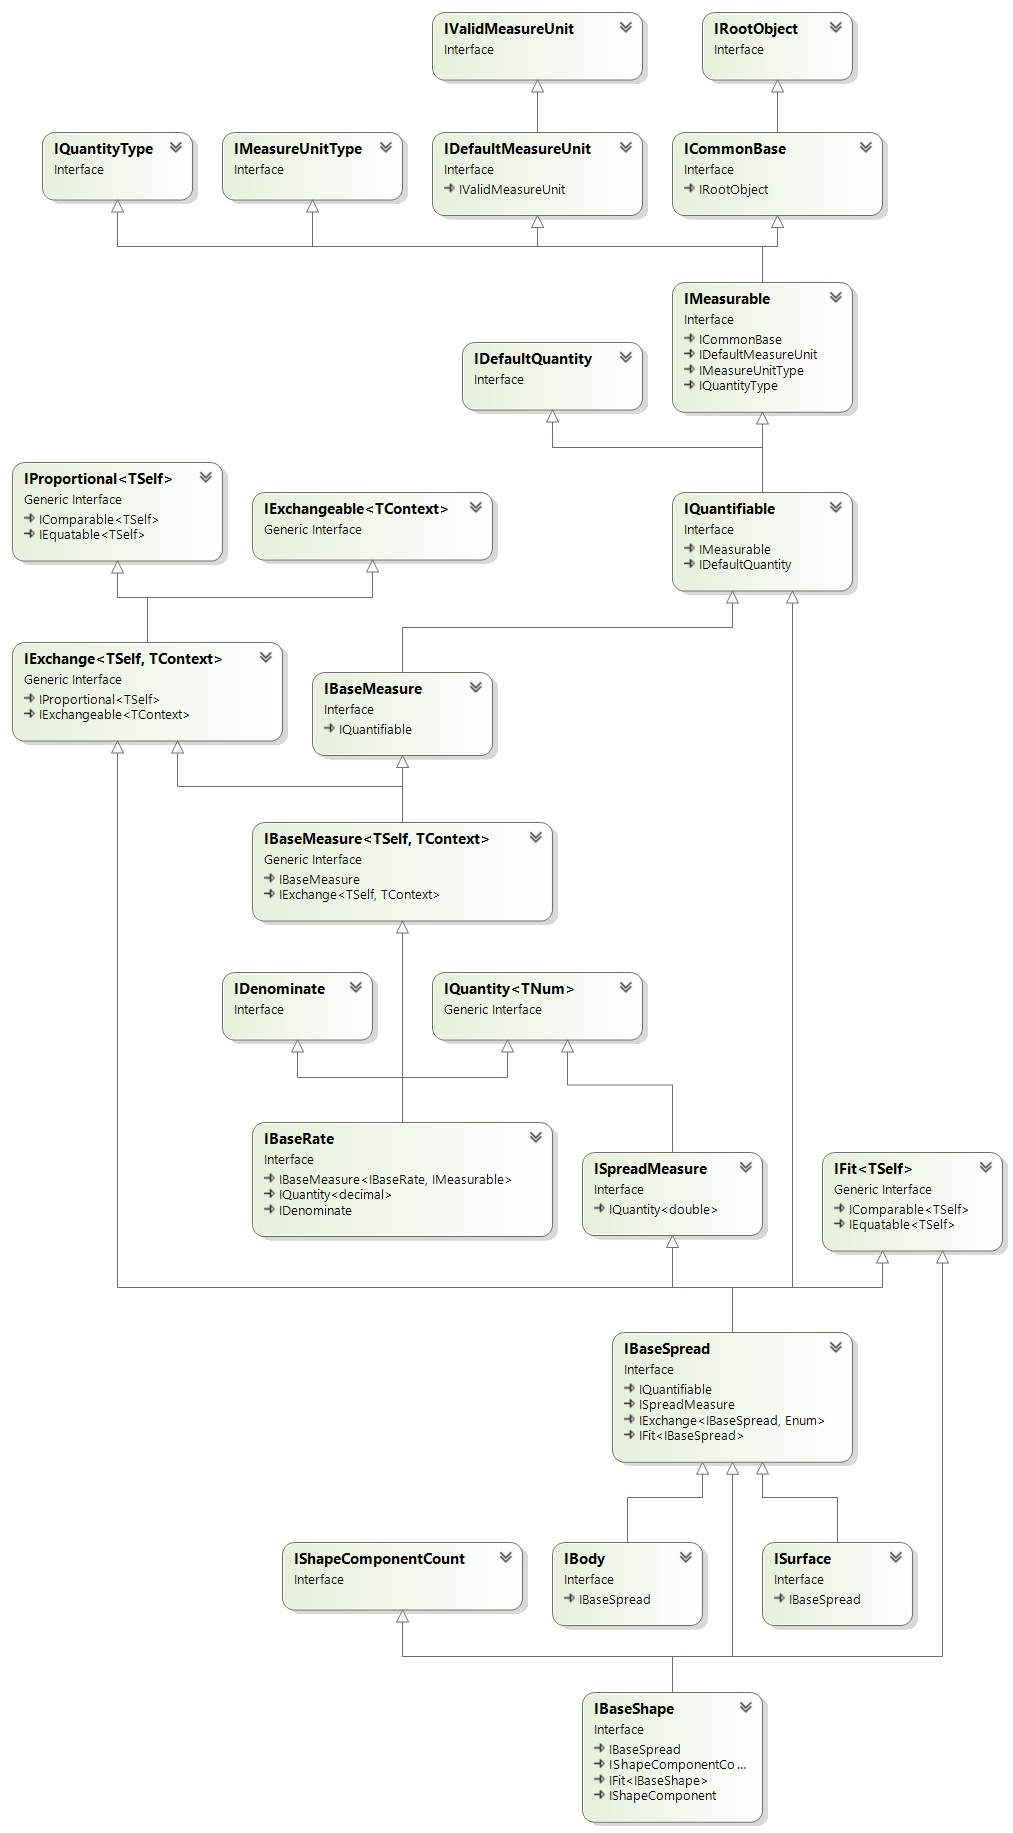 IValidMeasureUnit
Interface
IRootObject
Interface
IQuantityType
Interface
IMeasureUnitType
Interface
IDefaultMeasureUnit
Interface
IValidMeasureUnit
ICommonBase
Interface
IRootObject
IMeasurable
Interface
ICommonBase
IDefaultMeasureUnit
IMeasureUnitType
IQuantityType
IDefaultQuantity
Interface
IProportional<TSelf>
Generic Interface
IComparable<TSelf>
IEquatable<TSelf>
IExchangeable<TContext>
Generic Interface
IQuantifiable
Interface
IMeasurable
IDefaultQuantity
IExchange<TSelf, TContext>
Generic Interface
IProportional<TSelf>
IExchangeable<TContext>
IBaseMeasure
Interface
IQuantifiable
IBaseMeasure<TSelf, TContext>
Generic Interface
IBaseMeasure
IExchange<TSelf, TContext>
IDenominate
Interface
IQuantity<TNum>
Generic Interface
IBaseRate
Interface
IBaseMeasure<IBaseRate, IMeasurable>
IQuantity<decimal>
IDenominate
ISpreadMeasure
Interface
IQuantity<double>
IFit<TSelf>
Generic Interface
IComparable<TSelf>
IEquatable<TSelf>
IBaseSpread
Interface
IQuantifiable
ISpreadMeasure
IExchange<IBaseSpread, Enum>
IFit<IBaseSpread>
IShapeComponentCount
Interface
IBody
Interface
IBaseSpread
ISurface
Interface
IBaseSpread
IBaseShape
Interface
IBaseSpread
IShapeComponentCo...
IFit<IBaseShape>
IShapeComponent